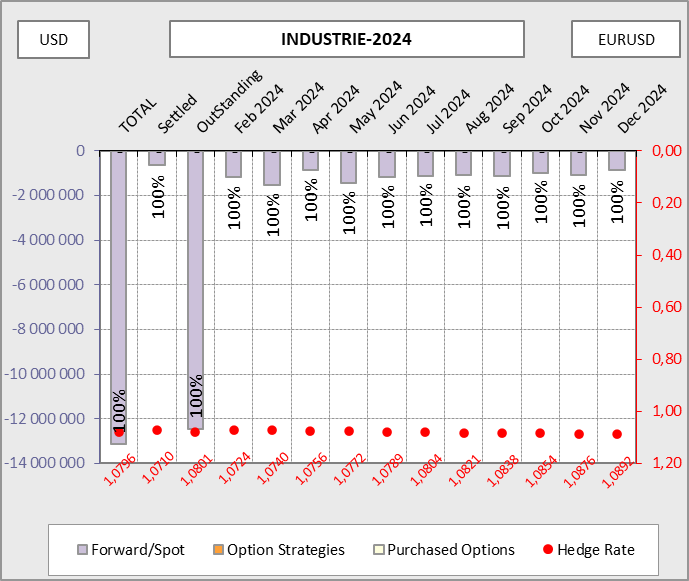 USD
INDUSTRIE-2024
EURUSD
TOTAL
Settled
OutStanding
Feb 2024
Mar 2024
Apr 2024
May 2024
Jun 2024
Jul 2024
Aug 2024
Sep 2024
Oct 2024
Nov 2024
Dec 2024
0
-2 000 000
-4 000 000
-6 000 000
-8 000 000
-10 000 000
-12 000 000
-14 000 000
100%
100%
100%
100%
100%
100%
100%
100%
100%
100%
100%
100%
100%
100%
0,00
0,20
0,40
0,60
0,80
1,00
1,20
1,0796
1,0710
1,0801
1,0724
1,0740
1,0756
1,0772
1,0789
1,0804
1,0821
1,0838
1,0854
1,0876
1,0892
Forward/Spot
Option Strategies
Purchased Options
Hedge Rate